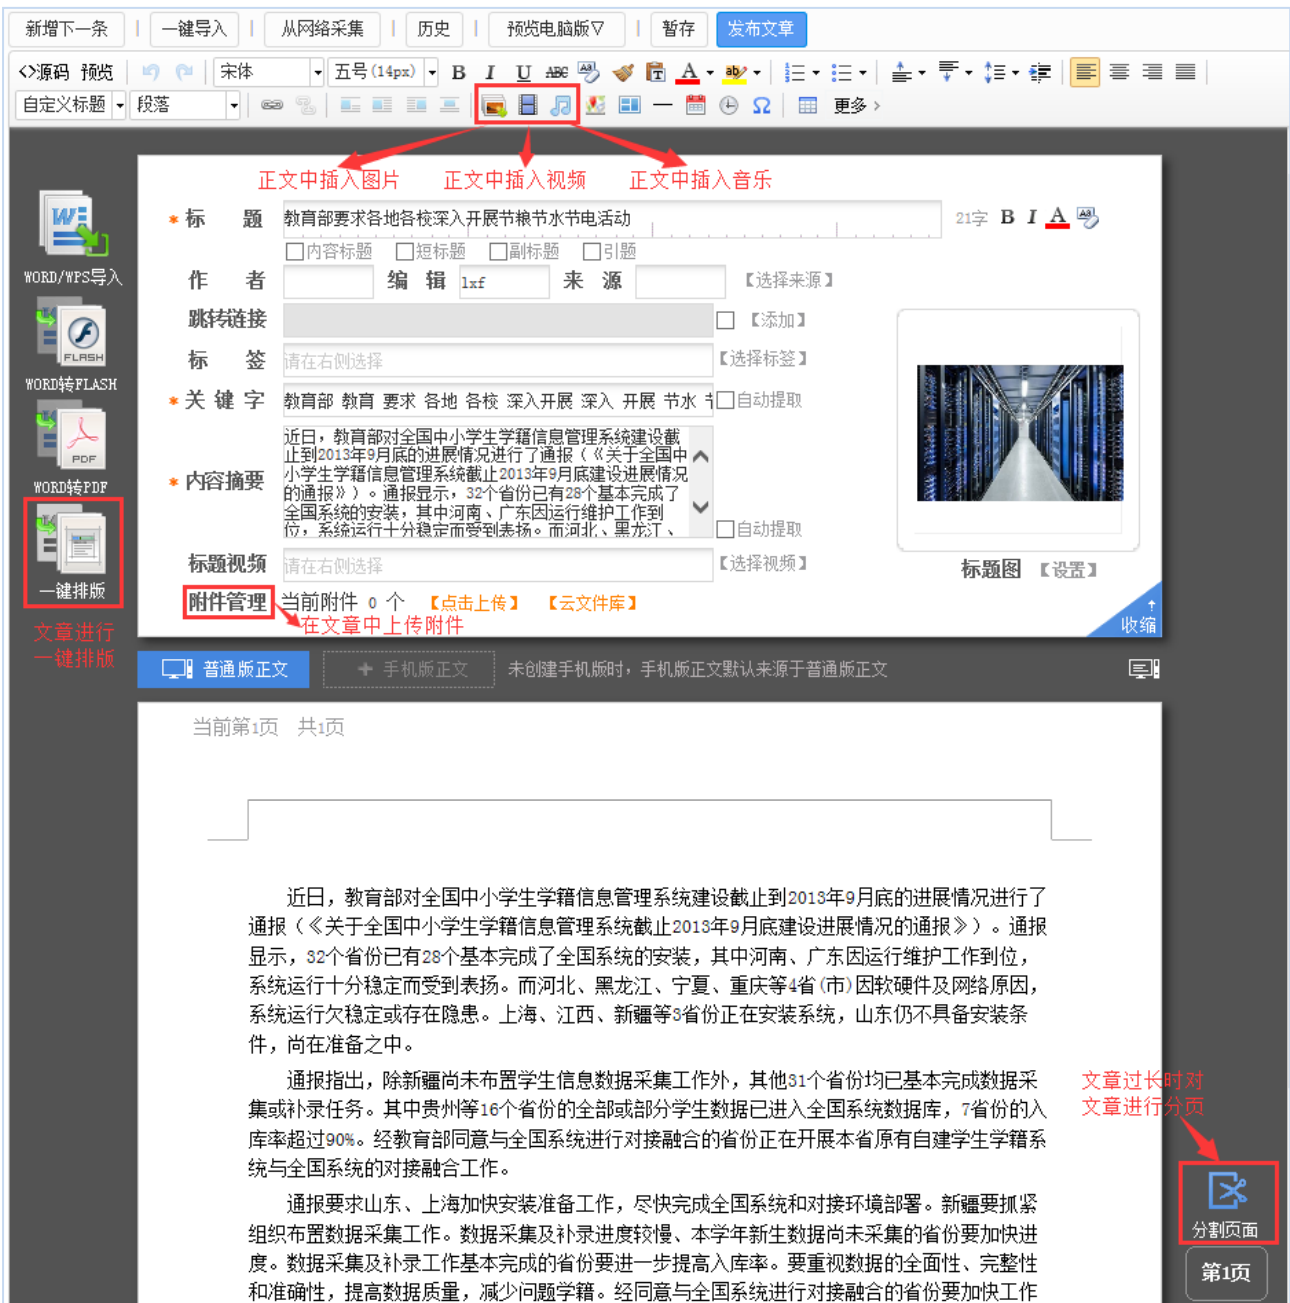 新增下一条 一键导入 从网络采集 历史 预览电脑版▽ 暂存 发布文章
<>源码 预览 宋体 五号(14px) B I U ABC A ab
自定义标题 段落 更多
正文中插入图片 正文中插入视频 正文中插入音乐
* 标 题 教育部要求各地各校深入开展节粮节水节电活动 21字 B I A
内容标题 短标题 副标题 引题
作 者 编 辑 lxf 来 源 【选择来源】
跳转链接 【添加】
标 签 请在右侧选择 【选择标签】
* 关 键 字 教育部 教育 要求 各地 各校 深入开展 深入 开展 节水 自动提取
* 内容摘要
近日，教育部对全国中小学生学籍信息管理系统建设截
止到2013年9月底的进展情况进行了通报（《关于全国中
小学生学籍信息管理系统截止2013年9月底建设进展情况
的通报》）。通报显示，32个省份已有28个基本完成了
全国系统的安装，其中河南、广东因运行维护工作到
位，系统运行十分稳定而受到表扬。而河北、黑龙江、
自动提取
标题视频 请在右侧选择 【选择视频】
标题图 【设置】
附件管理 当前附件 0 个 【点击上传】 【云文件库】
在文章中上传附件
收缩
WORD/WPS导入
FLASH
WORD转FLASH
PDF
WORD转PDF
一键排版
文章进行
一键排版
普通版正文 + 手机版正文 未创建手机版时，手机版正文默认来源于普通版正文
当前第1页 共1页
近日，教育部对全国中小学生学籍信息管理系统建设截止到2013年9月底的进展情况进行了
通报（《关于全国中小学生学籍信息管理系统截止2013年9月底建设进展情况的通报》）。通报
显示，32个省份已有28个基本完成了全国系统的安装，其中河南、广东因运行维护工作到位，
系统运行十分稳定而受到表扬。而河北、黑龙江、宁夏、重庆等4省(市)因软硬件及网络原因，
系统运行欠稳定或存在隐患。上海、江西、新疆等3省份正在安装系统，山东仍不具备安装条
件，尚在准备之中。
通报指出，除新疆尚未布置学生信息数据采集工作外，其他31个省份均已基本完成数据采
集或补录任务。其中贵州等16个省份的全部或部分学生数据已进入全国系统数据库，7省份的入
库率超过90%。经教育部同意与全国系统进行对接融合的省份正在开展本省原有自建学生学籍系
统与全国系统的对接融合工作。
通报要求山东、上海加快安装准备工作，尽快完成全国系统和对接环境部署。新疆要抓紧
组织布置数据采集工作。数据采集及补录进度较慢、本学年新生数据尚未采集的省份要加快进
度。数据采集及补录工作基本完成的省份要进一步提高入库率。要重视数据的全面性、完整性
和准确性，提高数据质量，减少问题学籍。经同意与全国系统进行对接融合的省份要加快工作
文章过长时对
文章进行分页
分割页面
第1页